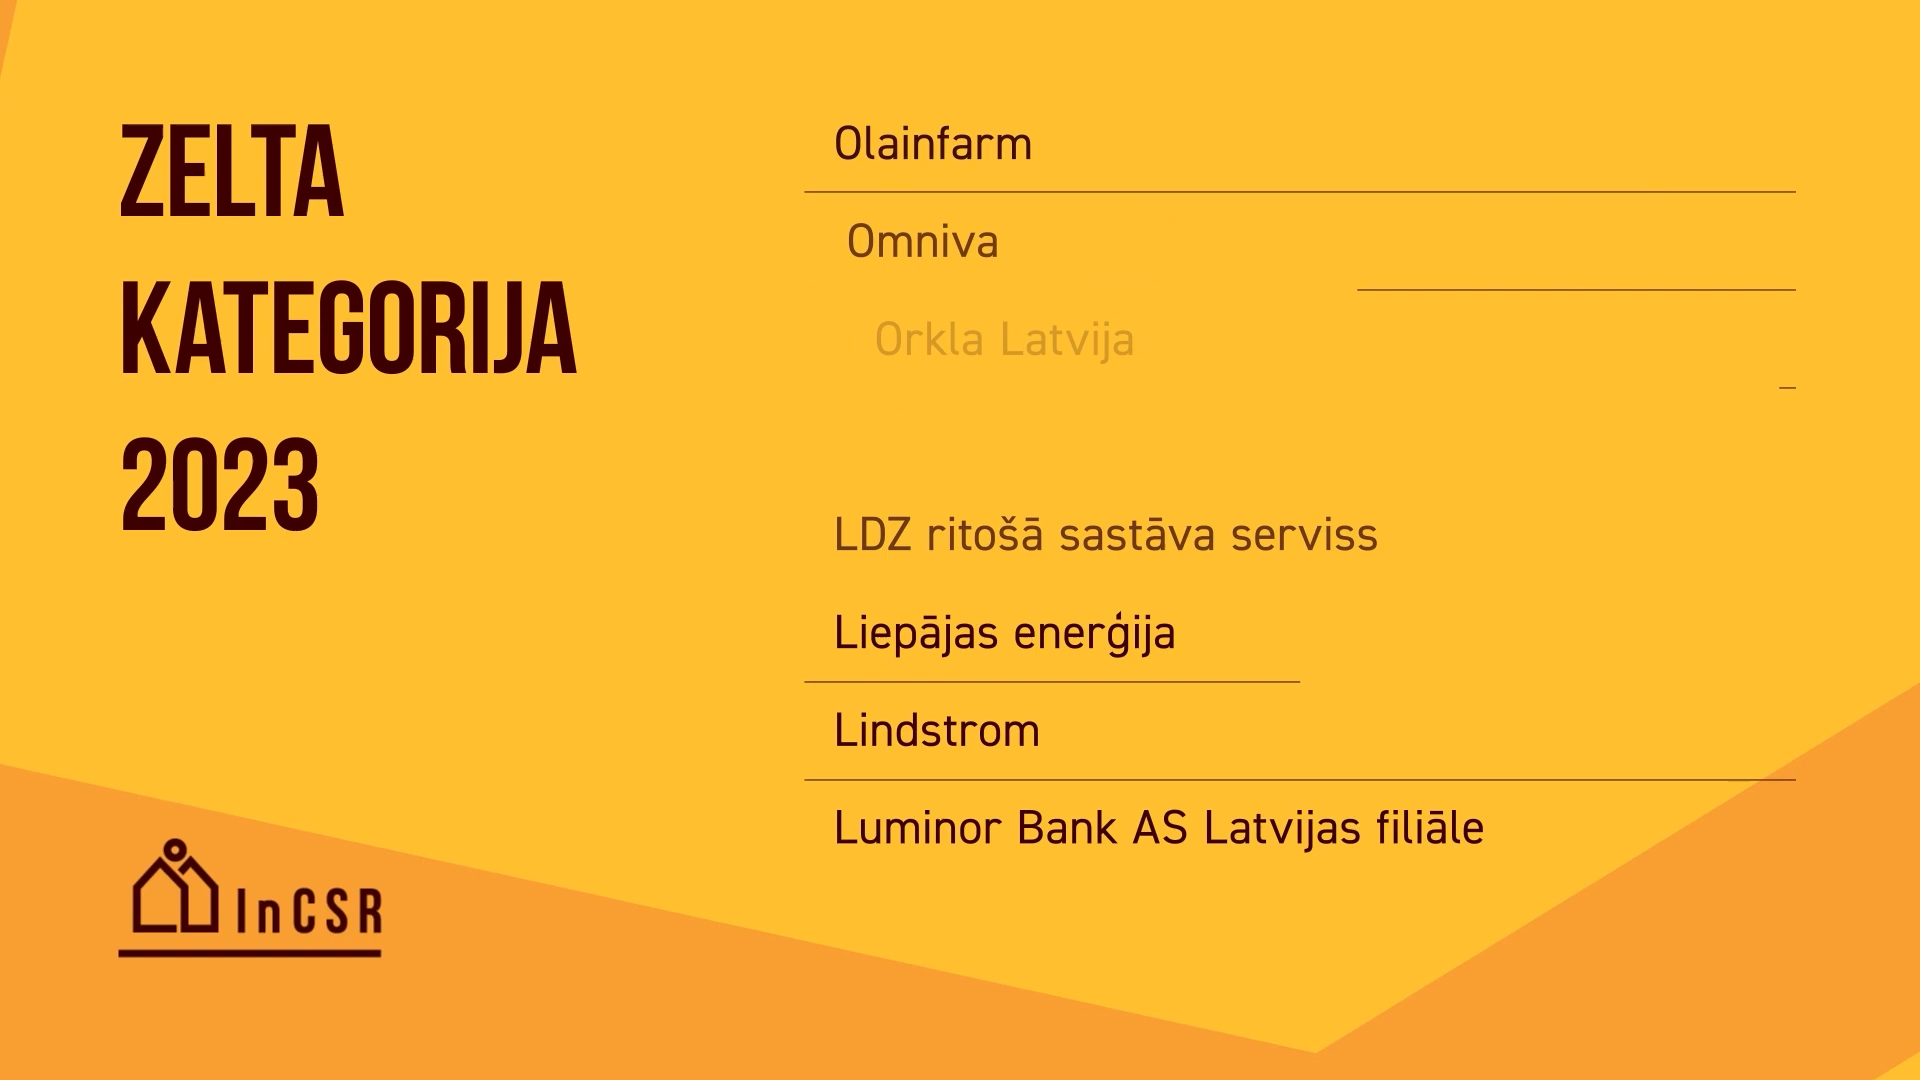 ZELTA
KATEGORIJA
2023
Olainfarm
Omniva
Orkla Latvija
LDZ ritošā sastāva serviss
Liepājas enerģija
Lindstrom
Luminor Bank AS Latvijas filiāle
InCSR